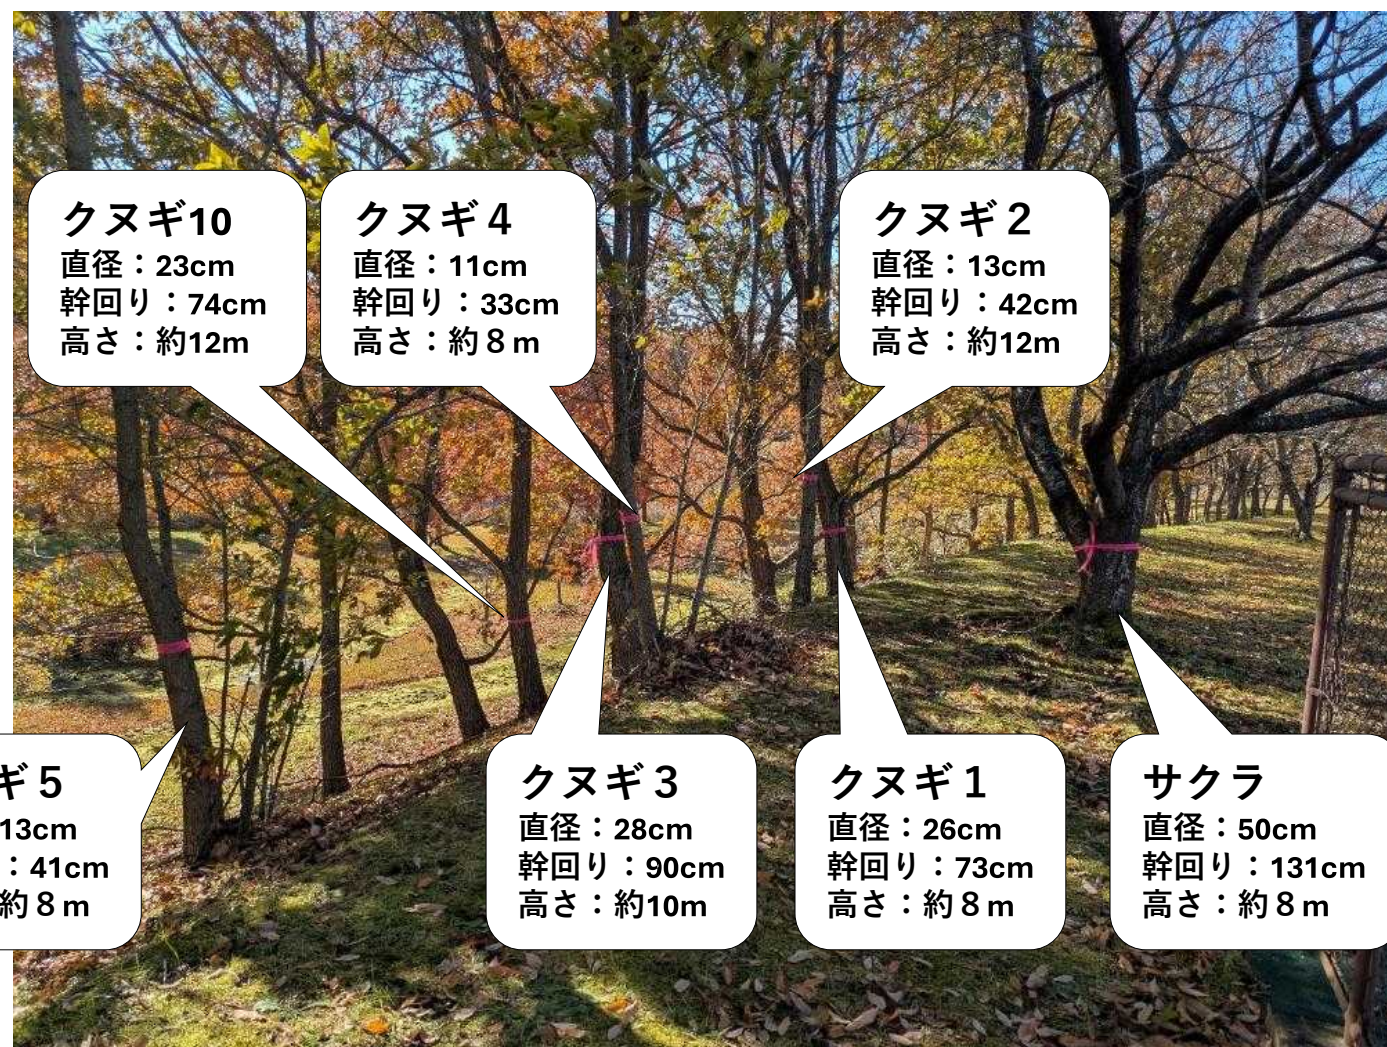 クヌギ10
直径：23cm
幹回り：74cm
高さ：約12m
クヌギ４
直径：11cm
幹回り：33cm
高さ：約８m
クヌギ２
直径：13cm
幹回り：42cm
高さ：約12m
ギ５
13cm
：41cm
約８m
クヌギ３
直径：28cm
幹回り：90cm
高さ：約10m
クヌギ１
直径：26cm
幹回り：73cm
高さ：約８m
サクラ
直径：50cm
幹回り：131cm
高さ：約８m